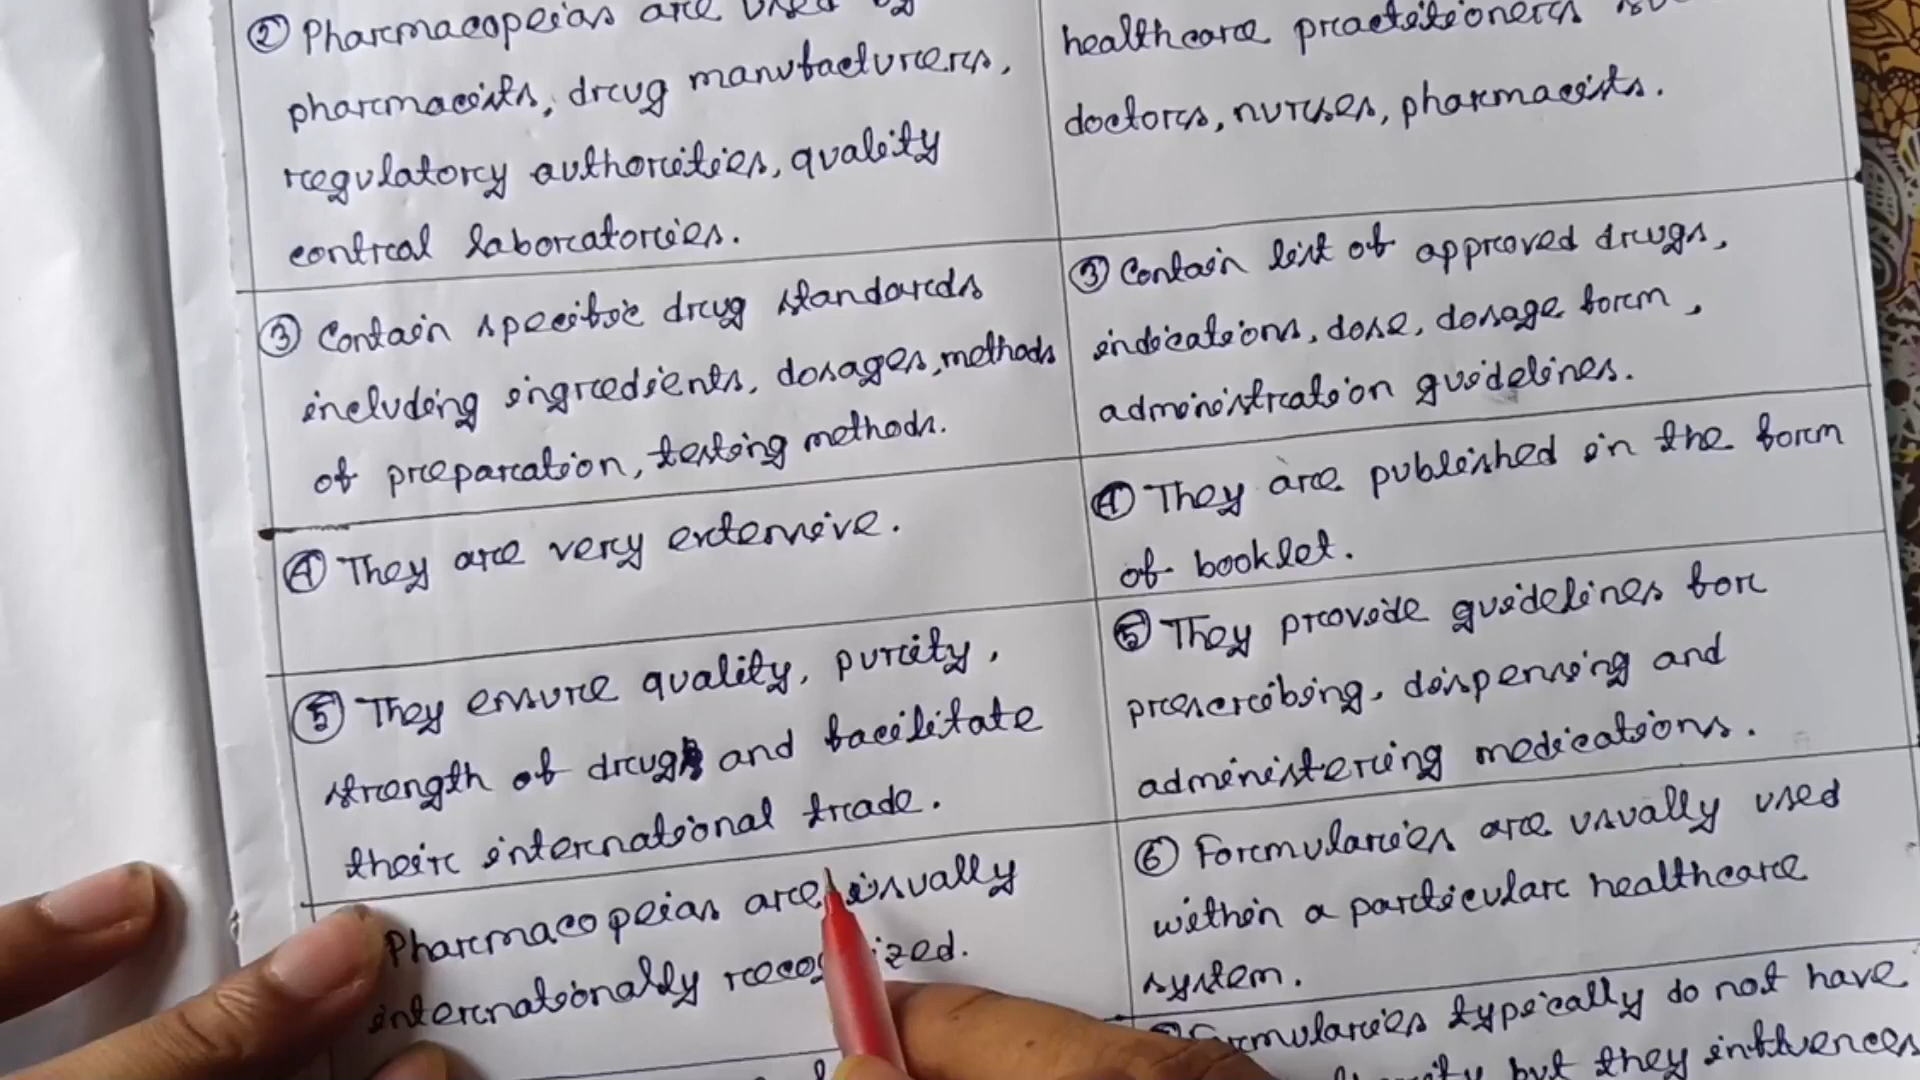 ② Pharmacopeias are used by
pharmacists, drug manufacturers,
regulatory authorities, quality
control laboratories.
③ Contain specific drug standards
including ingredients, dosages, methods
of preparation, testing methods.
④ They are very extensive.
⑤ They ensure quality, purity,
strength of drugs and facilitate
their international trade.
Pharmacopeias are usually
internationally recognized.
healthcare practitioners
doctors, nurses, pharmacists.
③ Contain list of approved drugs,
indications, dose, dosage form,
administration guidelines.
④ They are published in the form
of booklet.
⑤ They provide guidelines for
prescribing, dispensing and
administering medications.
⑥ Formularies are usually used
within a particular healthcare
system.
Formularies typically do not have
but they influences